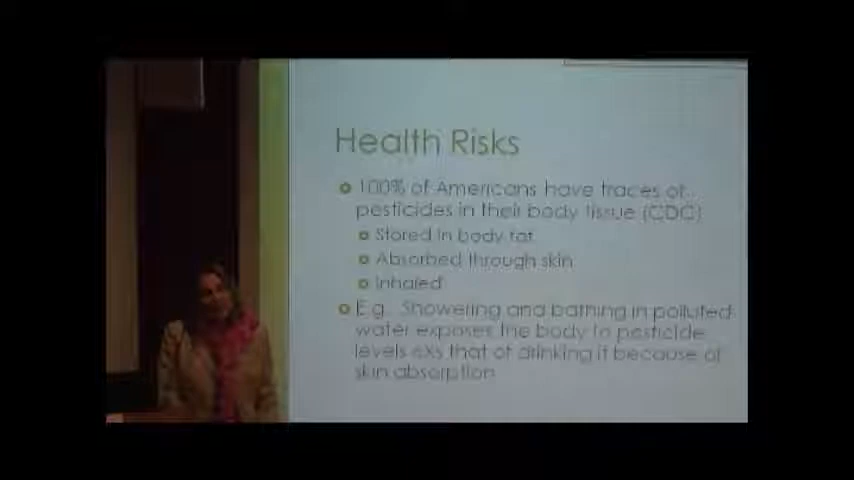 Health Risks
100% of Americans have traces of
pesticides in their body tissue (CDC)
Stored in body fat
Absorbed through skin
Inhaled
E.g. Showering and bathing in polluted
water exposes the body to pesticide
levels 6Xs that of drinking it because of
skin absorption